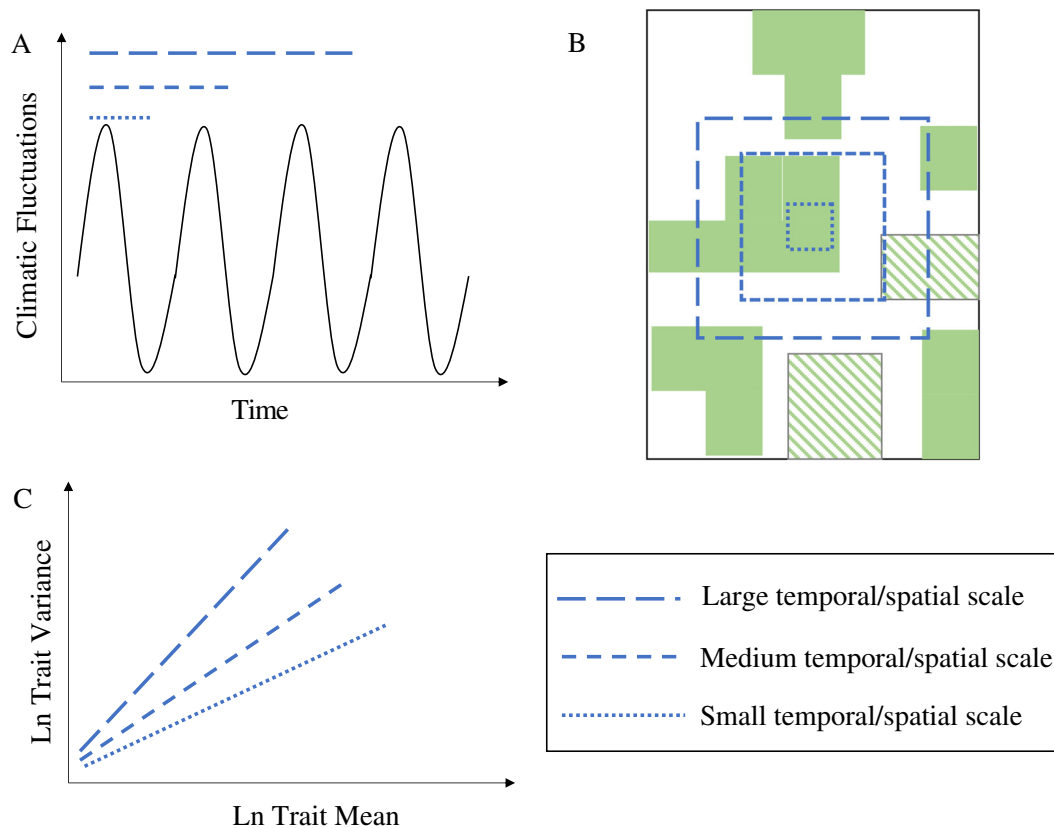 A
Climatic Fluctuations
Time
B
C
Ln Trait Variance
Ln Trait Mean
Large temporal/spatial scale
Medium temporal/spatial scale
Small temporal/spatial scale